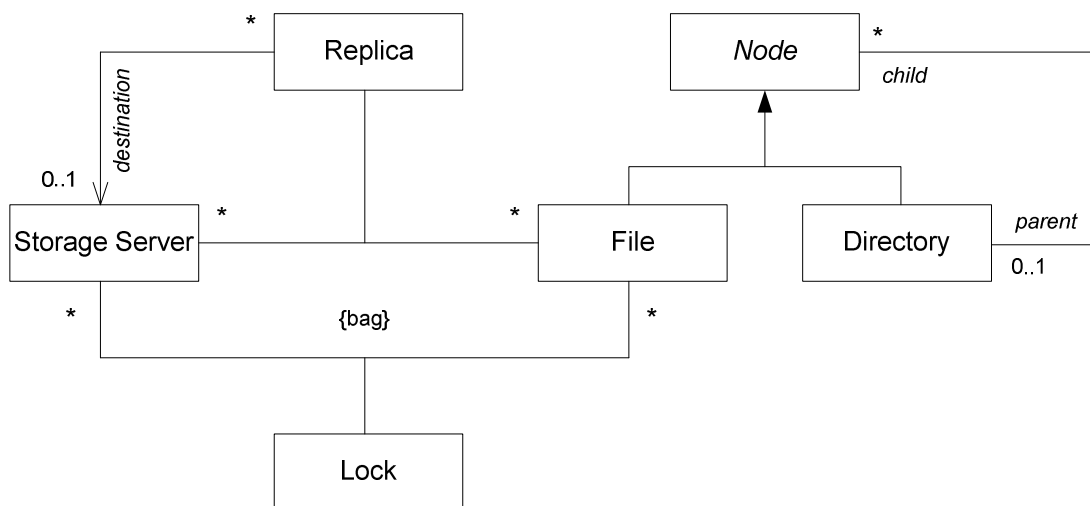 *
Replica
Node
*
child
destination
0..1
Storage Server
*
*
File
Directory
parent
0..1
*
{bag}
*
Lock